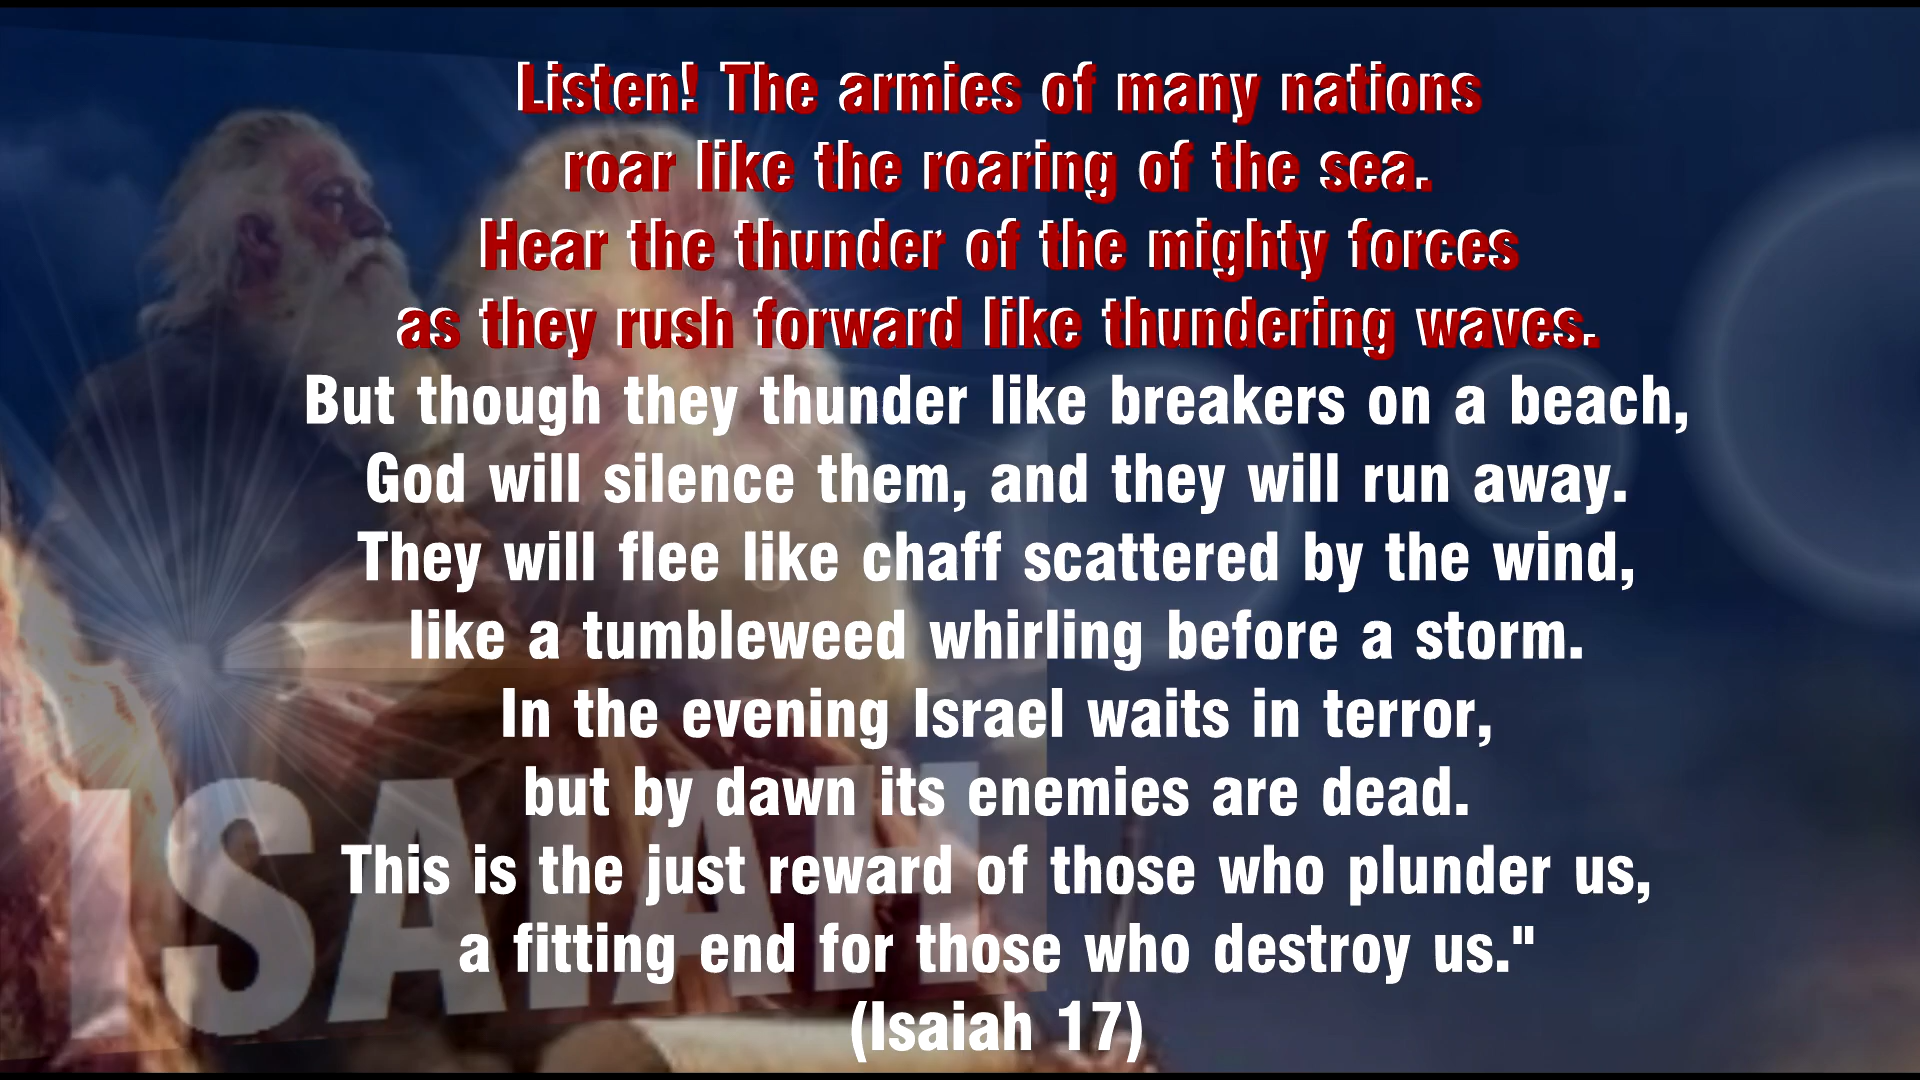 Listen! The armies of many nations
roar like the roaring of the sea.
Hear the thunder of the mighty forces
as they rush forward like thundering waves.
But though they thunder like breakers on a beach,
God will silence them, and they will run away.
They will flee like chaff scattered by the wind,
like a tumbleweed whirling before a storm.
In the evening Israel waits in terror,
but by dawn its enemies are dead.
This is the just reward of those who plunder us,
a fitting end for those who destroy us."
(Isaiah 17)
ISAIAH